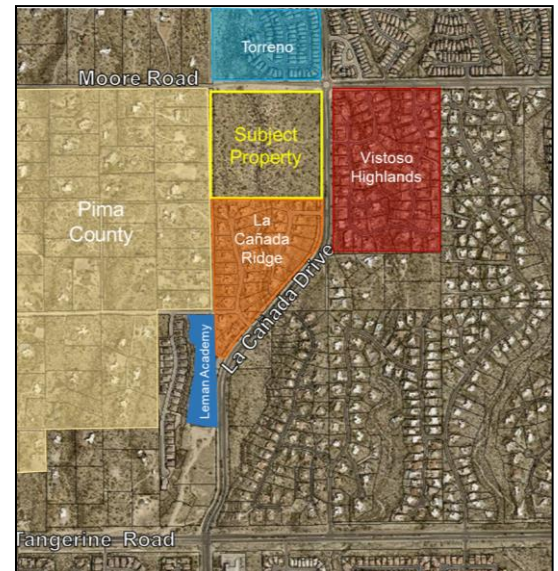 Torreno
Moore Road
Subject
Property
Vistoso
Highlands
Pima
County
La
Cañada
Ridge
La Cañada Drive
Leman Academy
Tangerine Road